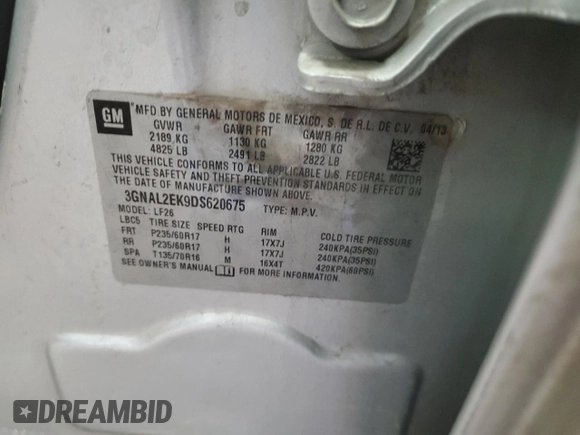 GM
MFD BY GENERAL MOTORS DE MEXICO, S. DE R.L. DE C.V. 04/13
GVWR GAWR FRT GAWR RR
2189 KG 1130 KG 1280 KG
4825 LB 2491 LB 2822 LB
THIS VEHICLE CONFORMS TO ALL APPLICABLE U.S. FEDERAL MOTOR
VEHICLE SAFETY AND THEFT PREVENTION STANDARDS IN EFFECT ON
THE DATE OF MANUFACTURE SHOWN ABOVE.
3GNAL2EK9DS620675 TYPE: M.P.V.
MODEL: LF26
LBC5 TIRE SIZE SPEED RTG RIM COLD TIRE PRESSURE
FRT P235/60R17 H 17X7J 240KPA(35PSI)
RR P235/60R17 H 17X7J 240KPA(35PSI)
SPA T135/70R16 M 16X4T 420KPA(60PSI)
SEE OWNER'S MANUAL FOR MORE INFORMATION.
DREAMBID